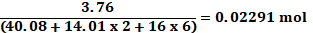 3.76
(40.08 + 14.01 x 2 + 16 x 6) = 0.02291 mol